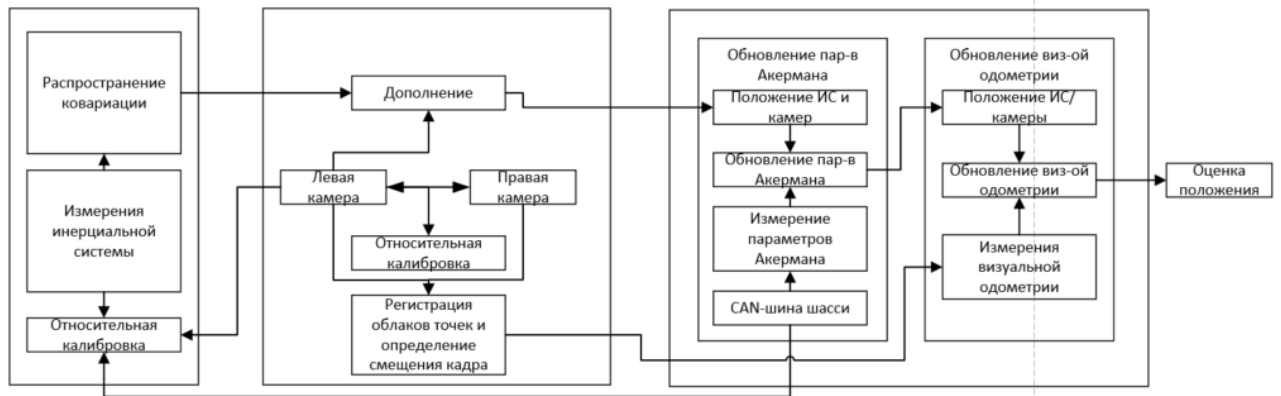 Распространение
ковариации
Измерения
инерциальной
системы
Относительная
калибровка
Дополнение
Левая
камера
Правая
камера
Относительная
калибровка
Регистрация
облаков точек и
определение
смещения кадра
Обновление пар-в
Акермана
Положение ИС и
камер
Обновление пар-в
Акермана
Измерение
параметров
Акермана
CAN-шина шасси
Обновление виз-ой
одометрии
Положение ИС/
камеры
Обновление виз-ой
одометрии
Измерения
визуальной
одометрии
Оценка
положения